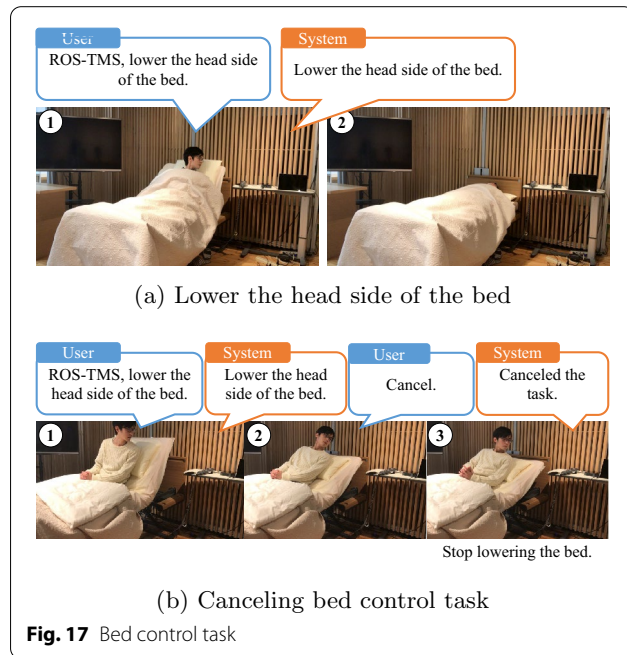 User
System
ROS-TMS, lower the head side
of the bed.
Lower the head side of the bed.
1
2
(a) Lower the head side of the bed
User
System
User
System
ROS-TMS, lower the
head side of the bed.
Lower the head
side of the bed.
Cancel.
Canceled the
task.
1
2
3
Stop lowering the bed.
(b) Canceling bed control task
Fig. 17 Bed control task